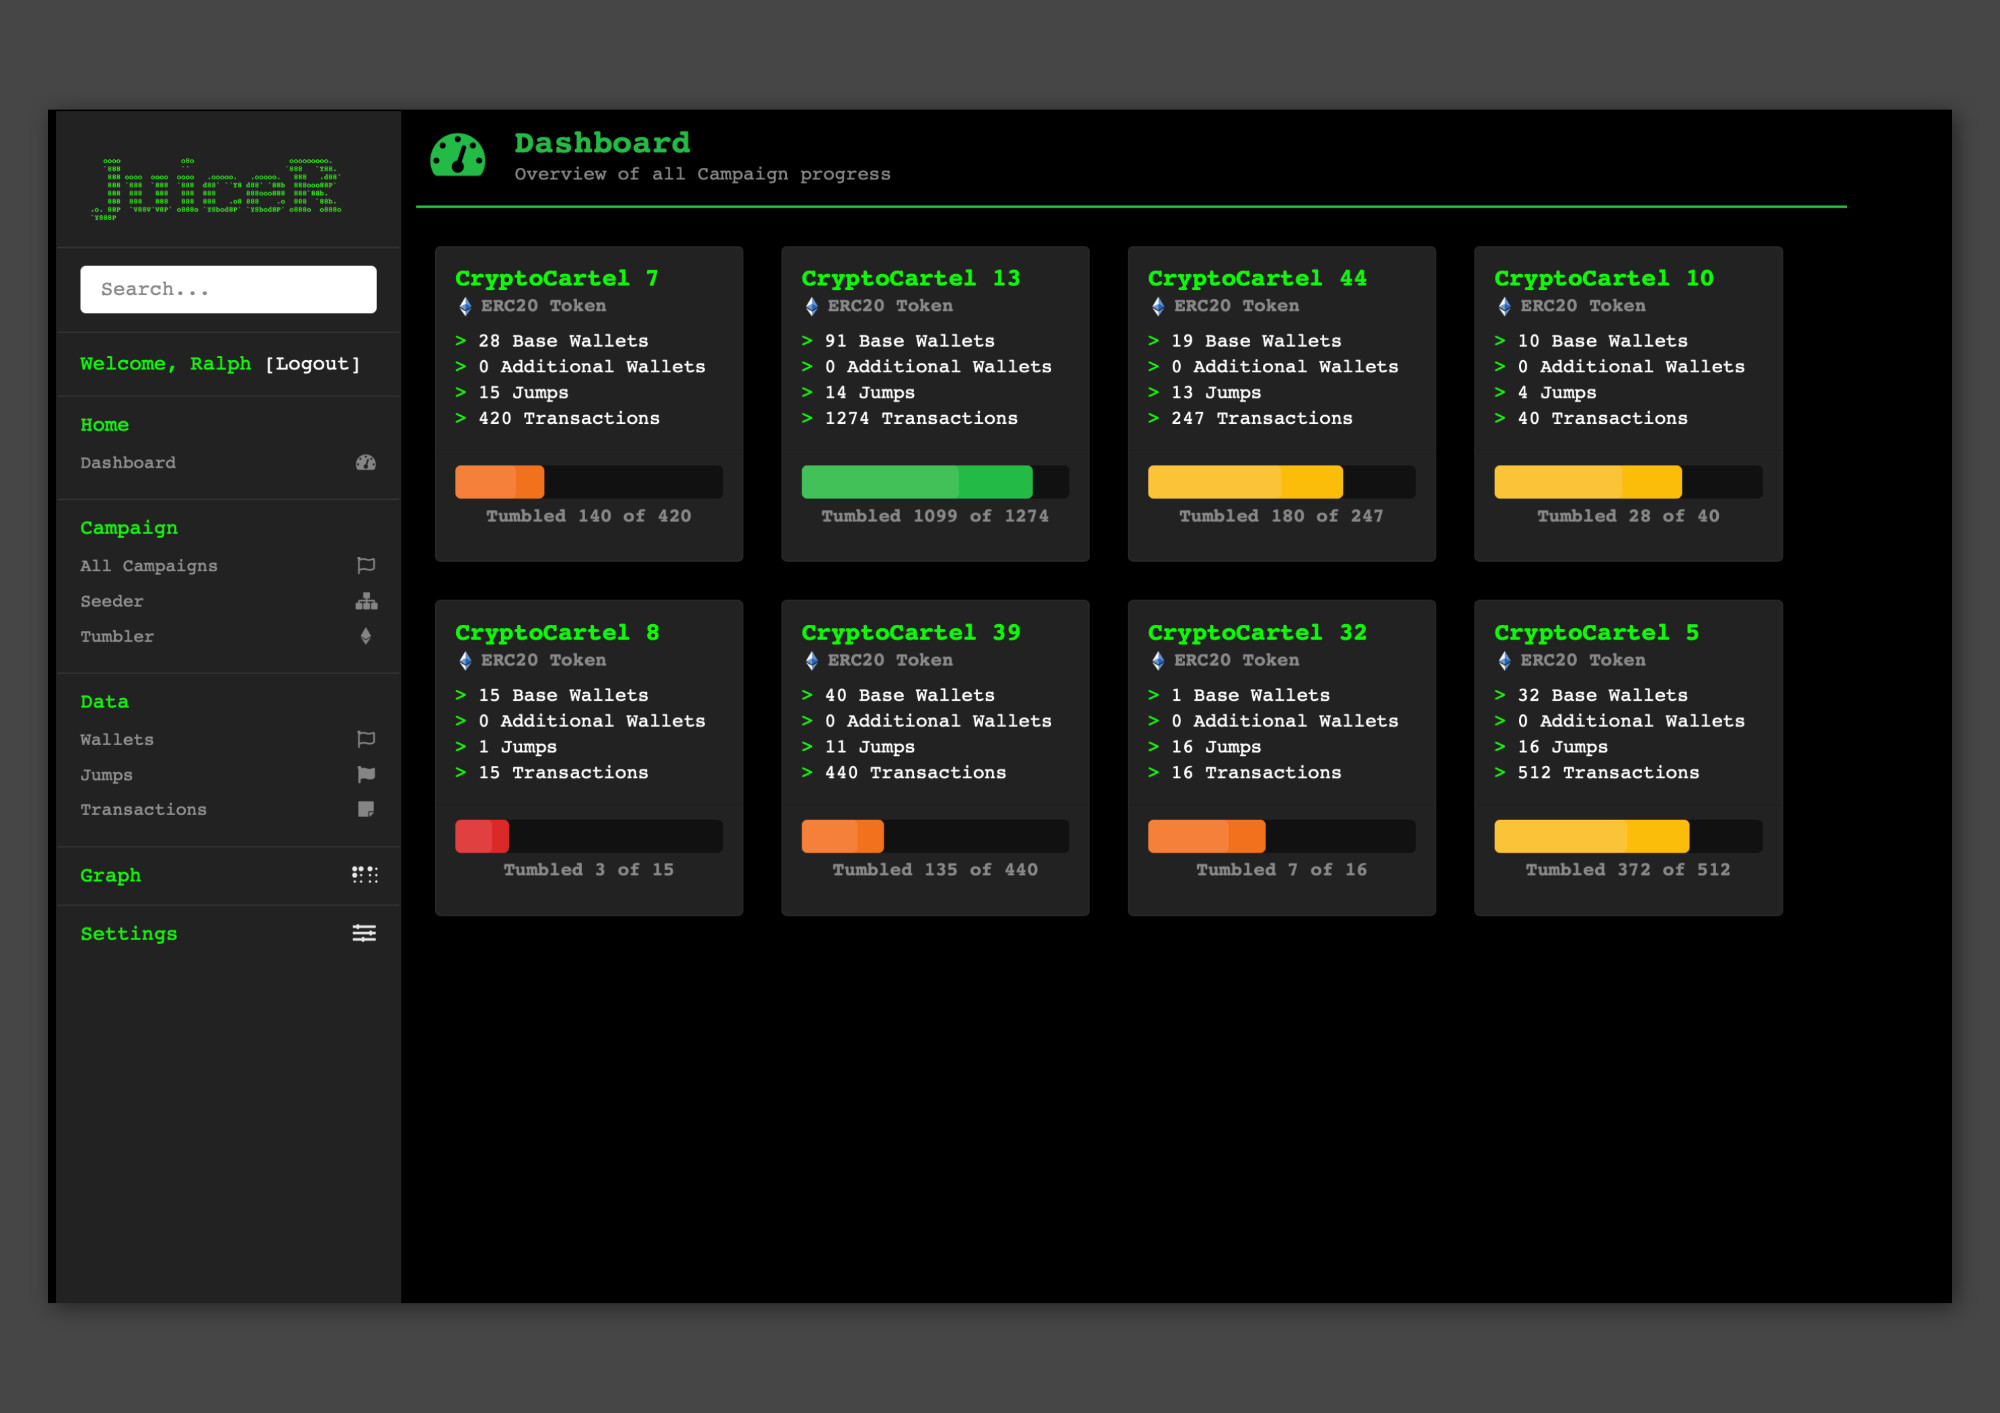 JuiceR
Search...
Welcome, Ralph [Logout]
Home
Dashboard
Campaign
All Campaigns
Seeder
Tumbler
Data
Wallets
Jumps
Transactions
Graph
Settings
Dashboard
Overview of all Campaign progress
CryptoCartel 7
ERC20 Token
> 28 Base Wallets
> 0 Additional Wallets
> 15 Jumps
> 420 Transactions
Tumbled 140 of 420
CryptoCartel 13
ERC20 Token
> 91 Base Wallets
> 0 Additional Wallets
> 14 Jumps
> 1274 Transactions
Tumbled 1099 of 1274
CryptoCartel 44
ERC20 Token
> 19 Base Wallets
> 0 Additional Wallets
> 13 Jumps
> 247 Transactions
Tumbled 180 of 247
CryptoCartel 10
ERC20 Token
> 10 Base Wallets
> 0 Additional Wallets
> 4 Jumps
> 40 Transactions
Tumbled 28 of 40
CryptoCartel 8
ERC20 Token
> 15 Base Wallets
> 0 Additional Wallets
> 1 Jumps
> 15 Transactions
Tumbled 3 of 15
CryptoCartel 39
ERC20 Token
> 40 Base Wallets
> 0 Additional Wallets
> 11 Jumps
> 440 Transactions
Tumbled 135 of 440
CryptoCartel 32
ERC20 Token
> 1 Base Wallets
> 0 Additional Wallets
> 16 Jumps
> 16 Transactions
Tumbled 7 of 16
CryptoCartel 5
ERC20 Token
> 32 Base Wallets
> 0 Additional Wallets
> 16 Jumps
> 512 Transactions
Tumbled 372 of 512